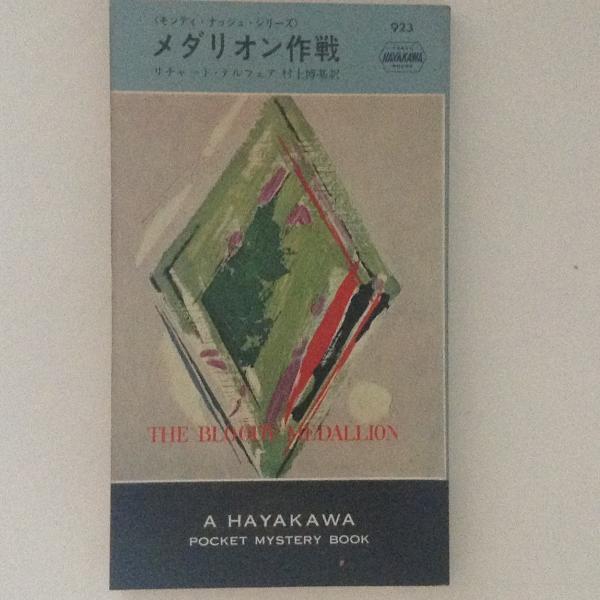 〈モンディ・ナッシュ・シリーズ〉
923
メダリオン作戦
HAYAKAWA
リチャード・テルフェア 村上博基訳
THE BLOODY MEDALLION
A HAYAKAWA
POCKET MYSTERY BOOK